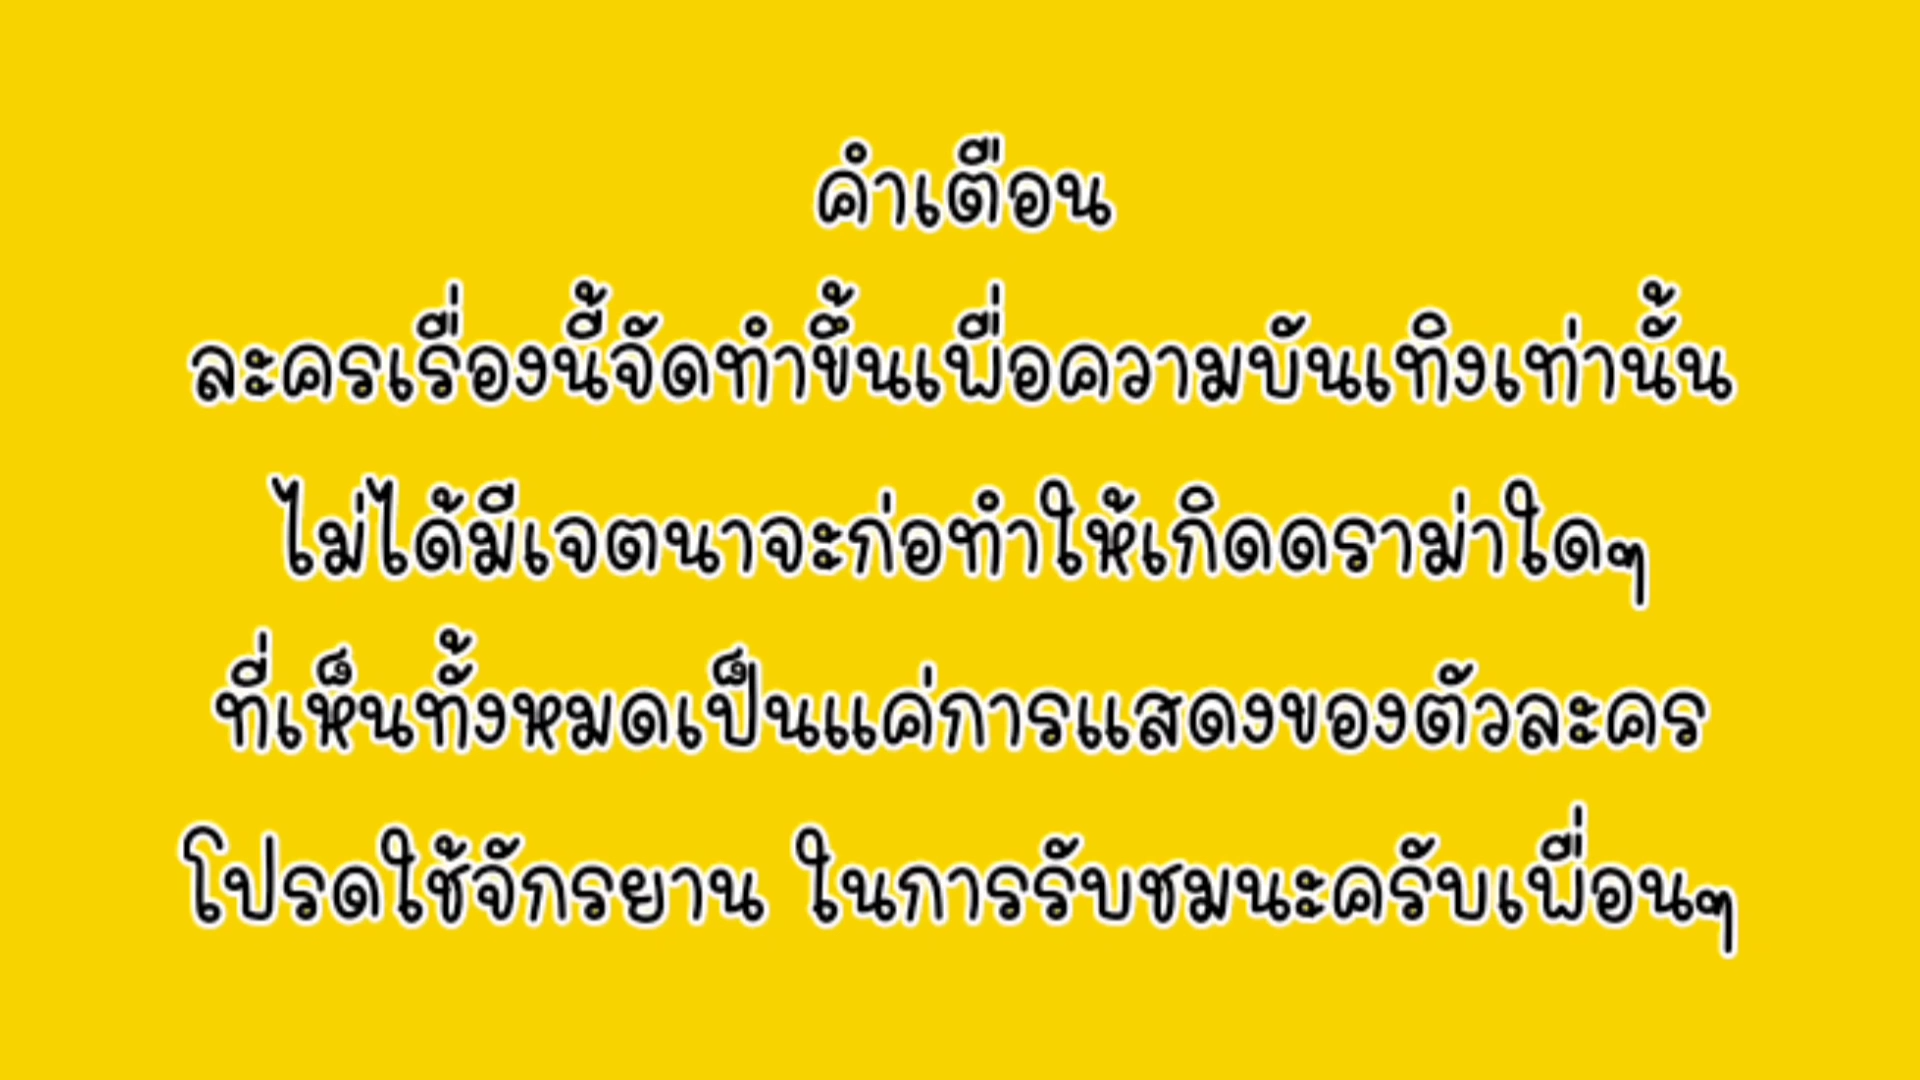 คำเตือน
ละครเรื่องนี้จัดทำขึ้นเพื่อความบันเทิงเท่านั้น
ไม่ได้มีเจตนาจะก่อทำให้เกิดดราม่าใดๆ
ที่เห็นทั้งหมดเป็นแค่การแสดงของตัวละคร
โปรดใช้จักรยาน ในการรับชมนะครับเพื่อนๆ